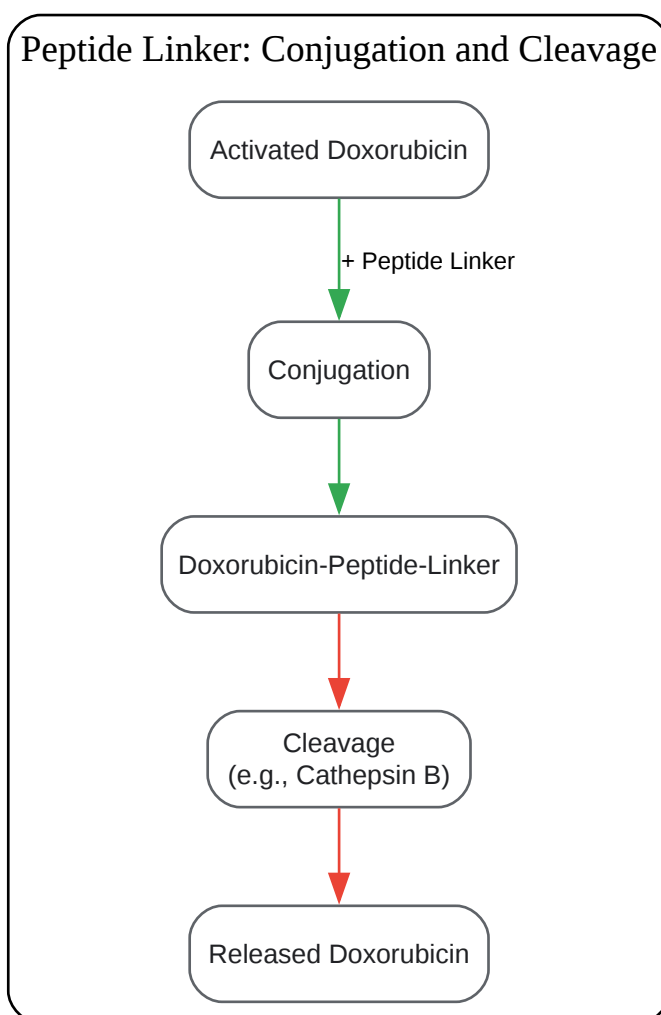 Peptide Linker: Conjugation and Cleavage
Activated Doxorubicin
+ Peptide Linker
Conjugation
Doxorubicin-Peptide-Linker
Cleavage
(e.g., Cathepsin B)
Released Doxorubicin